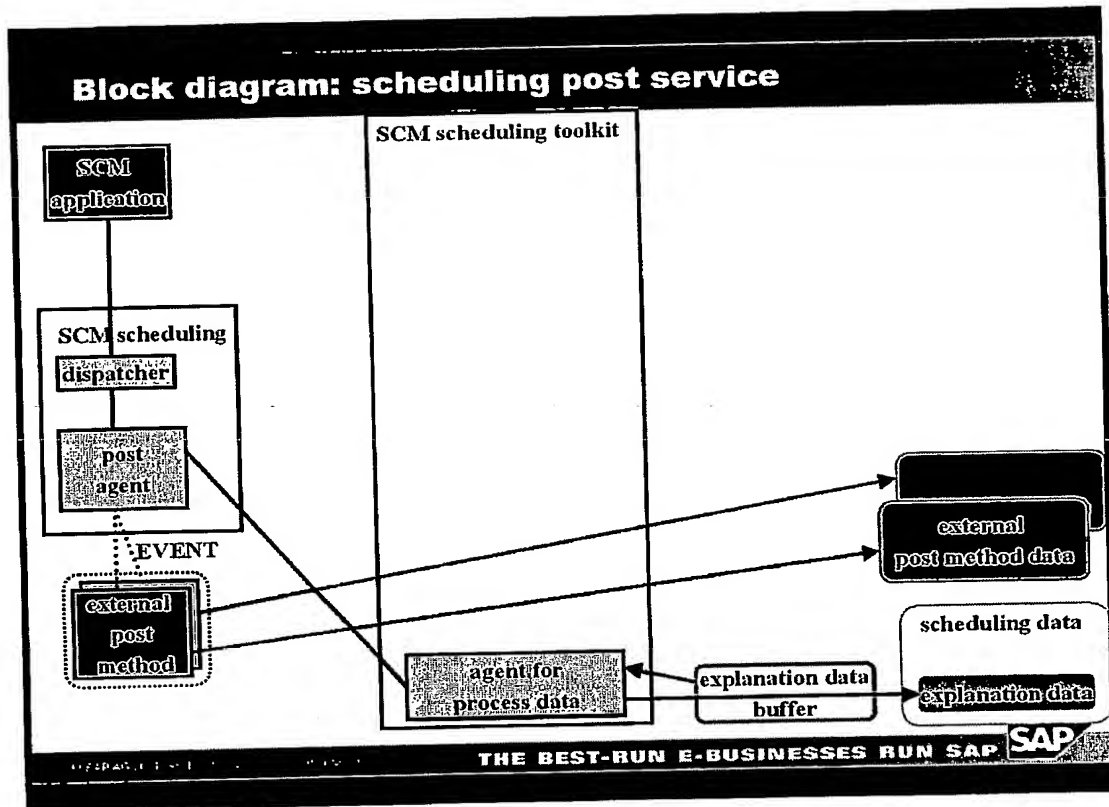 Block diagram: scheduling post service
SCM scheduling toolkit
SCM
application
SCM scheduling
dispatcher
post
agent
EVENT
external
post
method
external
post method data
scheduling data
agent for
process data
explanation data
buffer
explanation data
THE BEST-RUN E-BUSINESSES RUN SAP
SAP